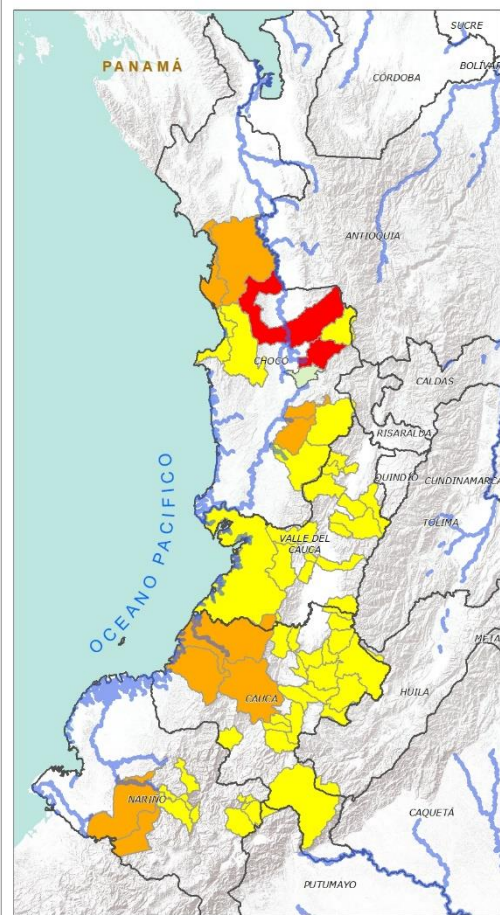 SUCRE
PANAMÁ
BOLÍVAR
CÓRDOBA
ANTIOQUIA
CHOCÓ
CALDAS
RISARALDA
QUINDÍO
CUNDINAMARCA
TOLIMA
VALLE DEL
CAUCA
OCEANO PACIFICO
META
CAUCA
HUILA
NARIÑO
CAQUETÁ
PUTUMAYO